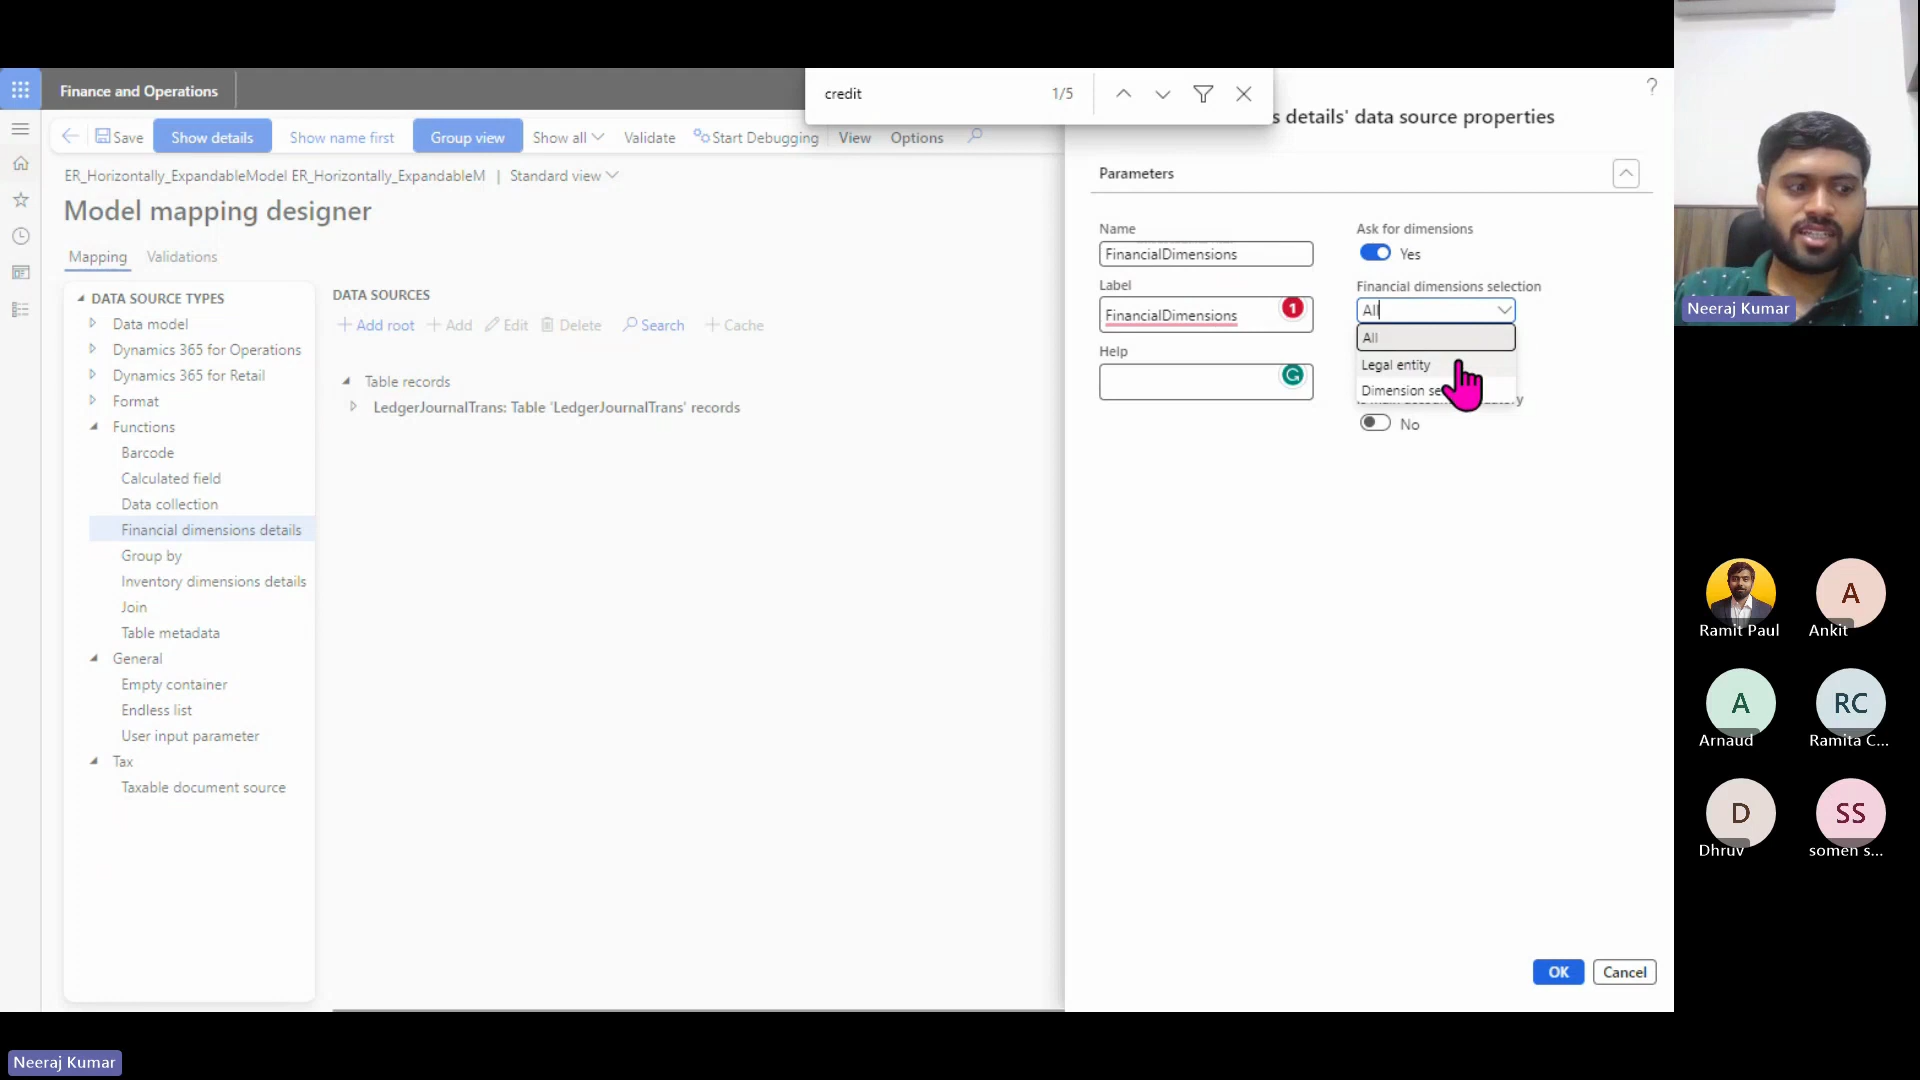 Finance and Operations
credit
1/5
?
s details' data source properties
Save
Show details
Show name first
Group view
Show all
Validate
Start Debugging
View
Options
ER_Horizontally_ExpandableModel ER_Horizontally_ExpandableM | Standard view
Model mapping designer
Mapping
Validations
DATA SOURCE TYPES
Data model
Dynamics 365 for Operations
Dynamics 365 for Retail
Format
Functions
Barcode
Calculated field
Data collection
Financial dimensions details
Group by
Inventory dimensions details
Join
Table metadata
General
Empty container
Endless list
User input parameter
Tax
Taxable document source
DATA SOURCES
Add root
Add
Edit
Delete
Search
Cache
Table records
LedgerJournalTrans: Table 'LedgerJournalTrans' records
Parameters
Name
FinancialDimensions
Label
FinancialDimensions
1
Help
G
Ask for dimensions
Yes
Financial dimensions selection
All
All
Legal entity
Dimension se
No
OK
Cancel
Neeraj Kumar
Ramit Paul
A
Ankit
A
Arnaud
RC
Ramita C...
D
Dhruv
SS
somen s...
Neeraj Kumar